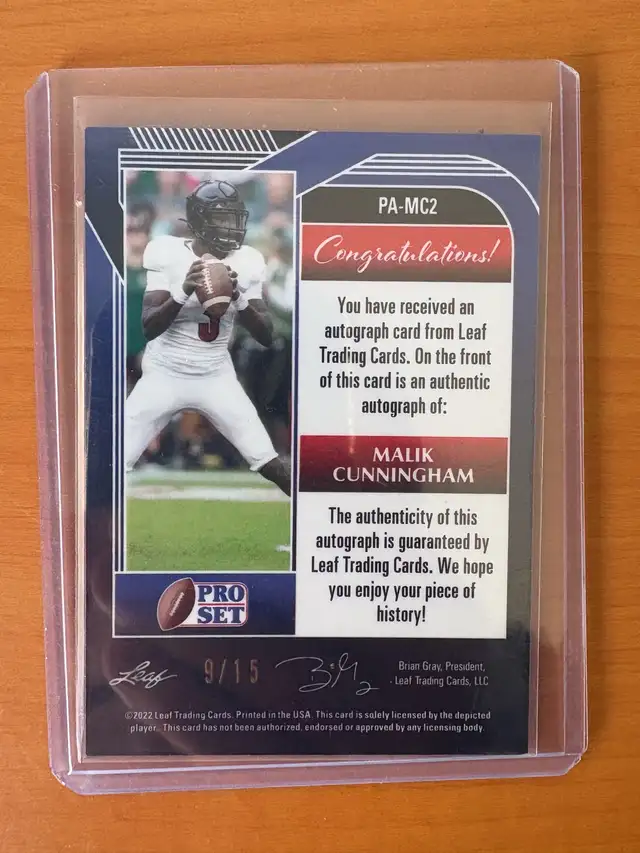 PA-MC2
Congratulations!
You have received an
autograph card from Leaf
Trading Cards. On the front
of this card is an authentic
autograph of:
MALIK
CUNNINGHAM
The authenticity of this
autograph is guaranteed by
Leaf Trading Cards. We hope
you enjoy your piece of
history!
3
PRO
SET
Leaf
9/15
Brian Gray, President,
Leaf Trading Cards, LLC
©2022 Leaf Trading Cards. Printed in the USA. This card is solely licensed by the depicted
player. This card has not been authorized, endorsed or approved by any licensing body.